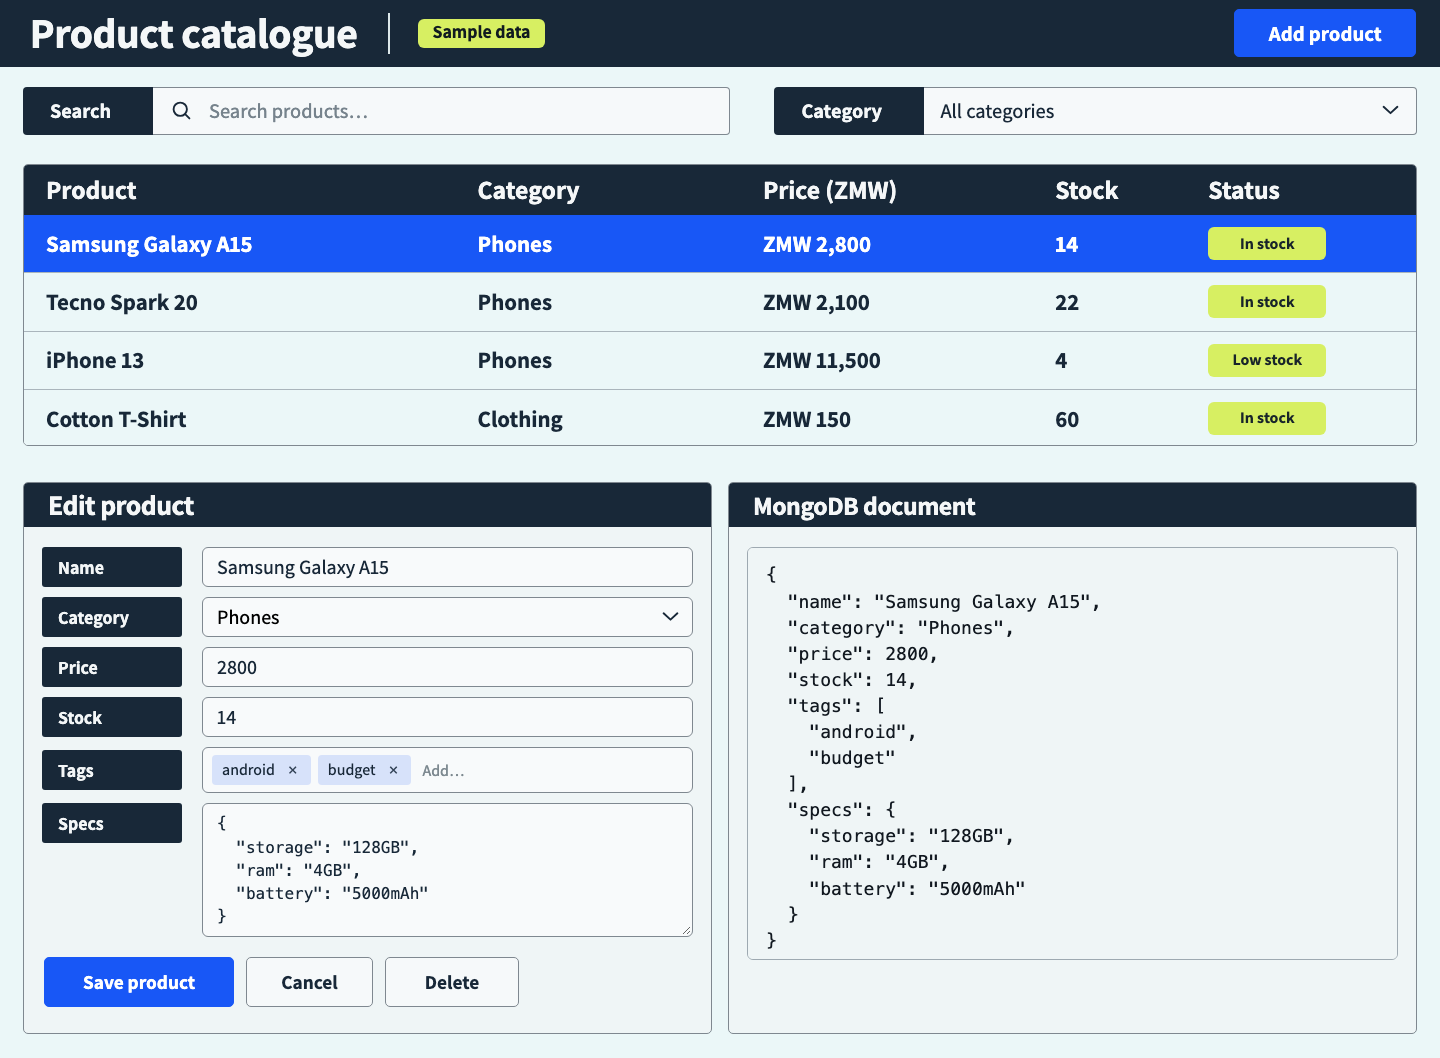 Product catalogue
Sample data
Add product
Search
Search products…
Category
All categories
Product Category Price (ZMW) Stock Status
Samsung Galaxy A15 Phones ZMW 2,800 14 In stock
Tecno Spark 20 Phones ZMW 2,100 22 In stock
iPhone 13 Phones ZMW 11,500 4 Low stock
Cotton T-Shirt Clothing ZMW 150 60 In stock
Edit product
Name Samsung Galaxy A15
Category Phones
Price 2800
Stock 14
Tags android × budget × Add…
Specs
{
  "storage": "128GB",
  "ram": "4GB",
  "battery": "5000mAh"
}
Save product
Cancel
Delete
MongoDB document
{
  "name": "Samsung Galaxy A15",
  "category": "Phones",
  "price": 2800,
  "stock": 14,
  "tags": [
    "android",
    "budget"
  ],
  "specs": {
    "storage": "128GB",
    "ram": "4GB",
    "battery": "5000mAh"
  }
}